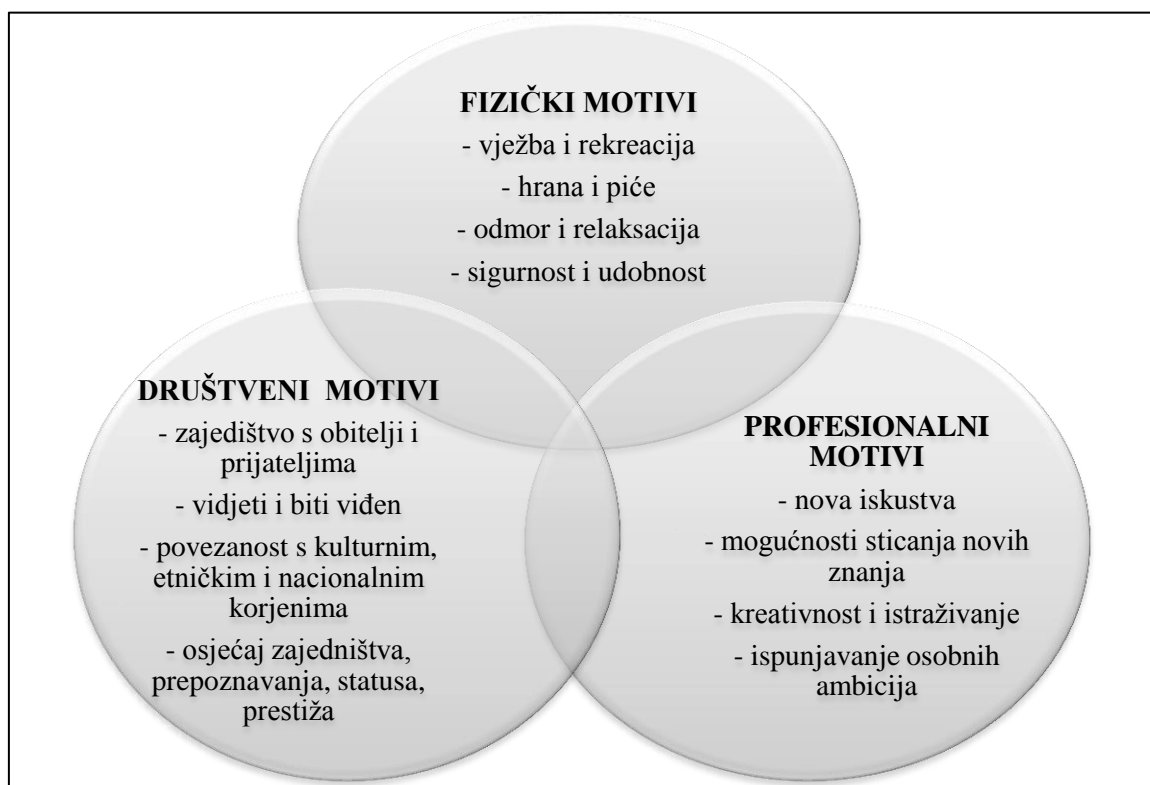 FIZIČKI MOTIVI
- vježba i rekreacija
- hrana i piće
- odmor i relaksacija
- sigurnost i udobnost
DRUŠTVENI MOTIVI
- zajedištvo s obitelji i
prijateljima
- vidjeti i biti viđen
- povezanost s kulturnim,
etničkim i nacionalnim
korjenima
- osjećaj zajedništva,
prepoznavanja, statusa,
prestiža
PROFESIONALNI
MOTIVI
- nova iskustva
- mogućnosti sticanja novih
znanja
- kreativnost i istraživanje
- ispunjavanje osobnih
ambicija